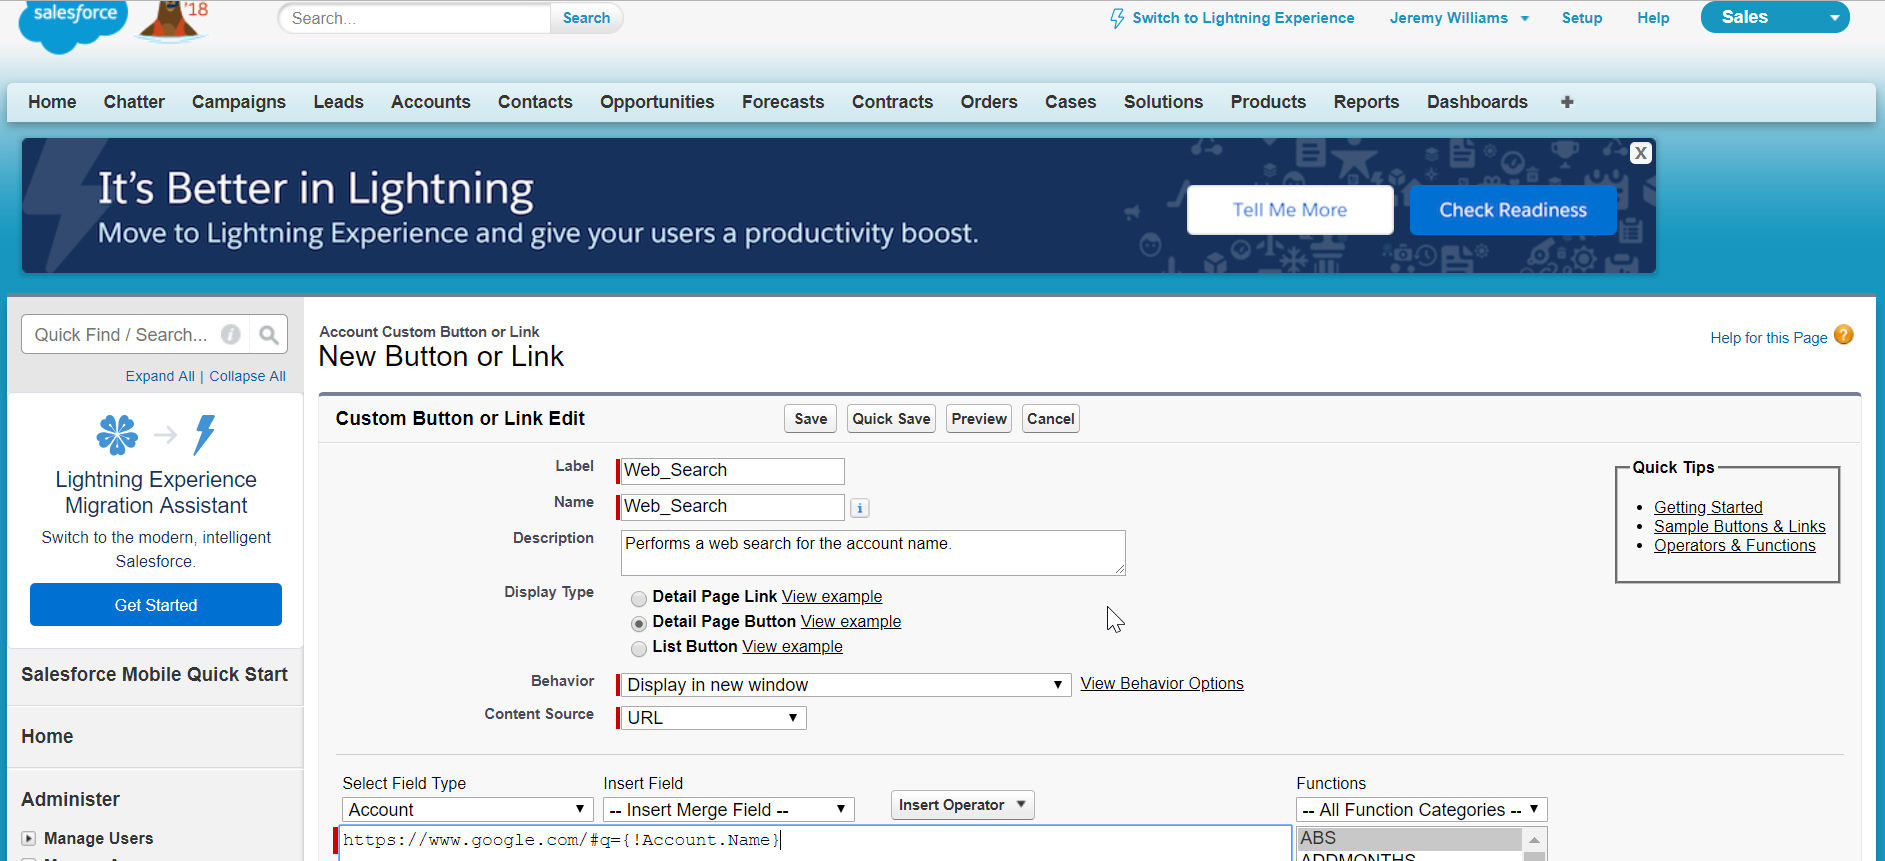 salesforce '18 Search... Search Switch to Lightning Experience Jeremy Williams Setup Help Sales
Home Chatter Campaigns Leads Accounts Contacts Opportunities Forecasts Contracts Orders Cases Solutions Products Reports Dashboards +
It's Better in Lightning
Move to Lightning Experience and give your users a productivity boost.
Tell Me More Check Readiness X
Quick Find / Search... i
Expand All | Collapse All
Lightning Experience
Migration Assistant
Switch to the modern, intelligent
Salesforce.
Get Started
Salesforce Mobile Quick Start
Home
Administer
Manage Users
Account Custom Button or Link
New Button or Link
Help for this Page ?
Custom Button or Link Edit Save Quick Save Preview Cancel
Label Web_Search
Name Web_Search i
Description Performs a web search for the account name.
Display Type Detail Page Link View example
Detail Page Button View example
List Button View example
Behavior Display in new window View Behavior Options
Content Source URL
Quick Tips
• Getting Started
• Sample Buttons & Links
• Operators & Functions
Select Field Type Insert Field Functions
Account -- Insert Merge Field -- Insert Operator -- All Function Categories --
https://www.google.com/#q={!Account.Name}
ABS
ADDMONTHS